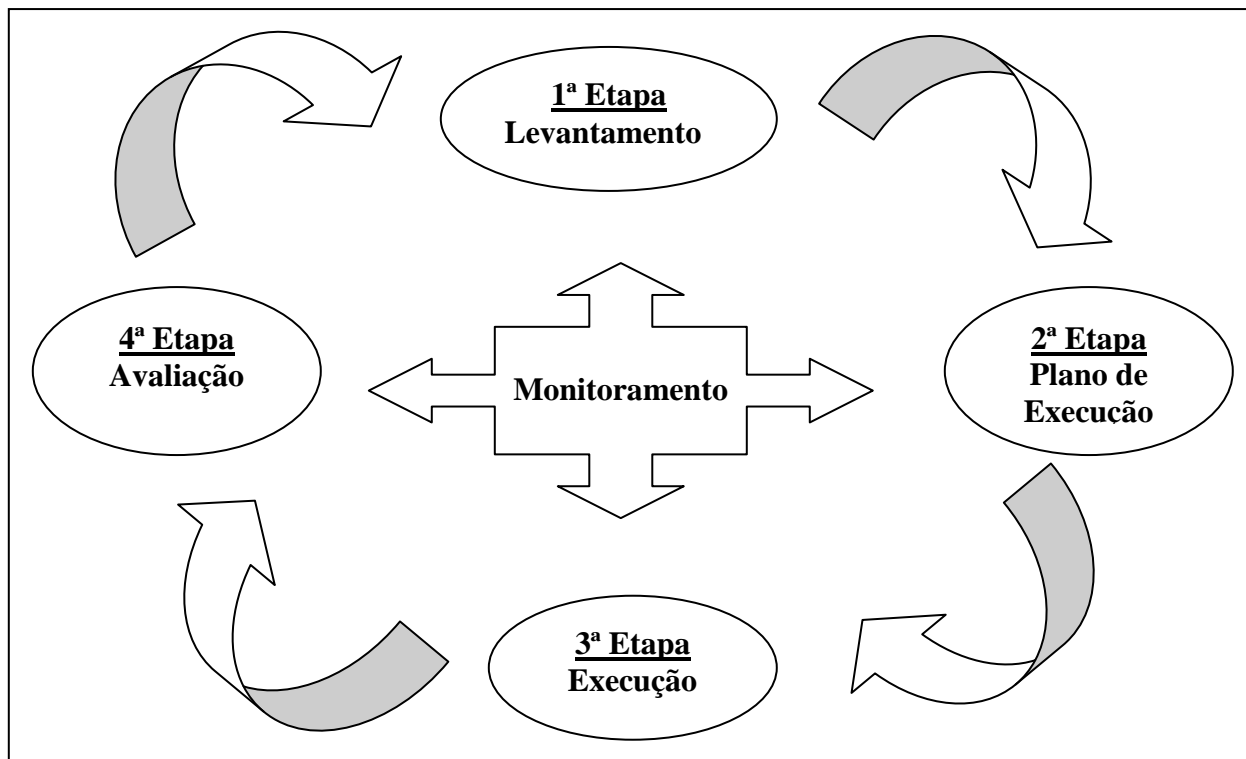 1ª Etapa
Levantamento
4ª Etapa
Avaliação
Monitoramento
2ª Etapa
Plano de
Execução
3ª Etapa
Execução